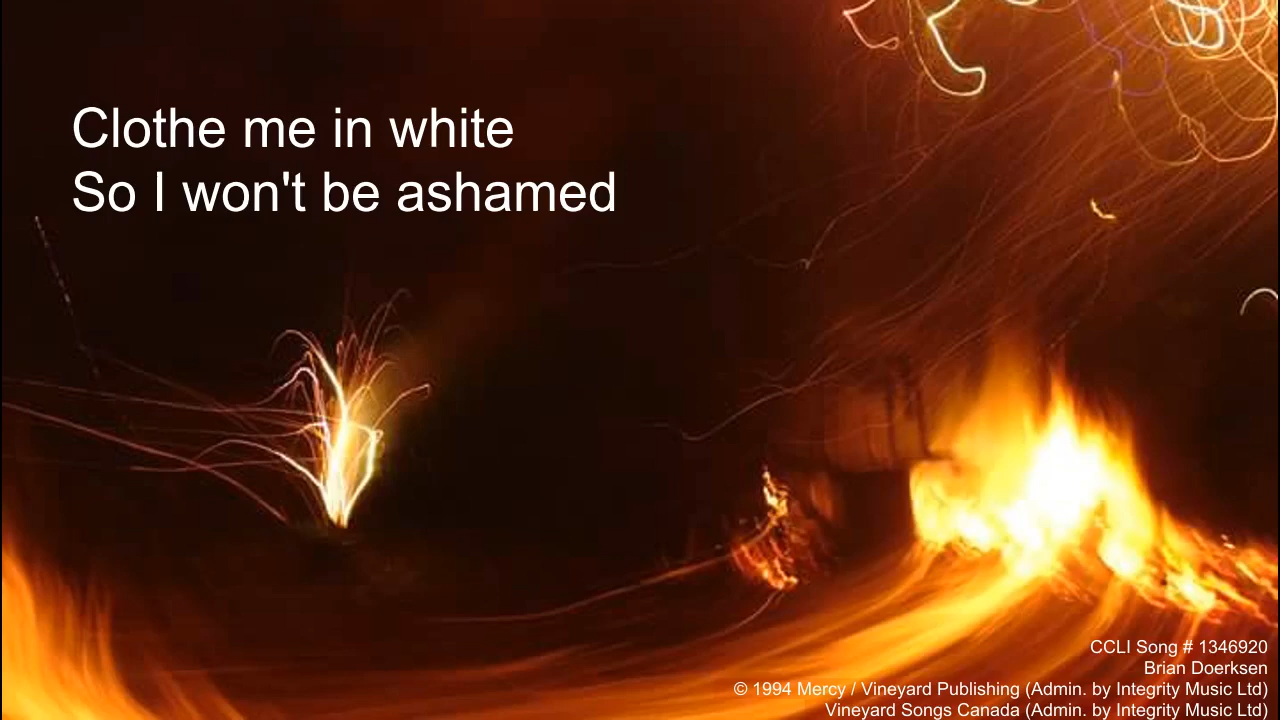 Clothe me in white
So I won't be ashamed
CCLI Song # 1346920
Brian Doerksen
© 1994 Mercy / Vineyard Publishing (Admin. by Integrity Music Ltd)
Vineyard Songs Canada (Admin. by Integrity Music Ltd)